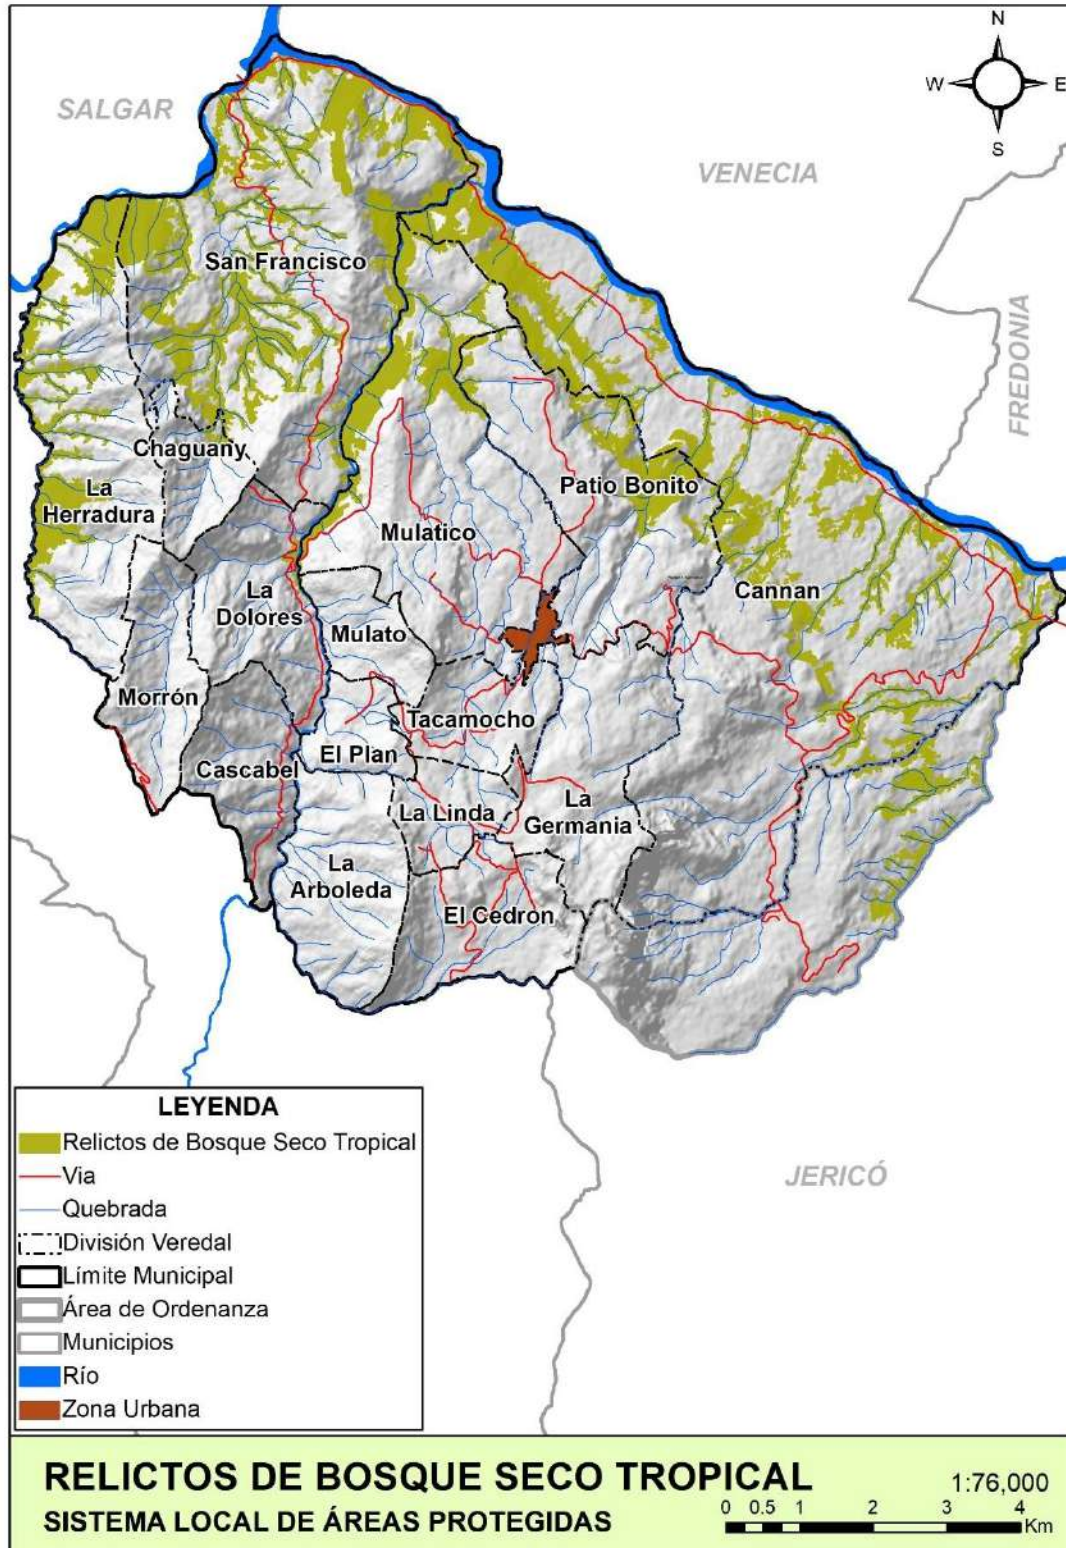 N
W E
S
SALGAR
VENECIA
FREDONIA
San Francisco
Chaguany
La
Herradura
Patio Bonito
Mulatico
Cannan
La
Dolores
Mulato
Morrón
Tacamocho
El Plan
Cascabel
La Linda
La
Germania
La
Arboleda
El Cedron
JERICÓ
LEYENDA
Relictos de Bosque Seco Tropical
Via
Quebrada
División Veredal
Límite Municipal
Área de Ordenanza
Municipios
Río
Zona Urbana
RELICTOS DE BOSQUE SECO TROPICAL
SISTEMA LOCAL DE ÁREAS PROTEGIDAS
1:76,000
0 0.5 1 2 3 4
Km